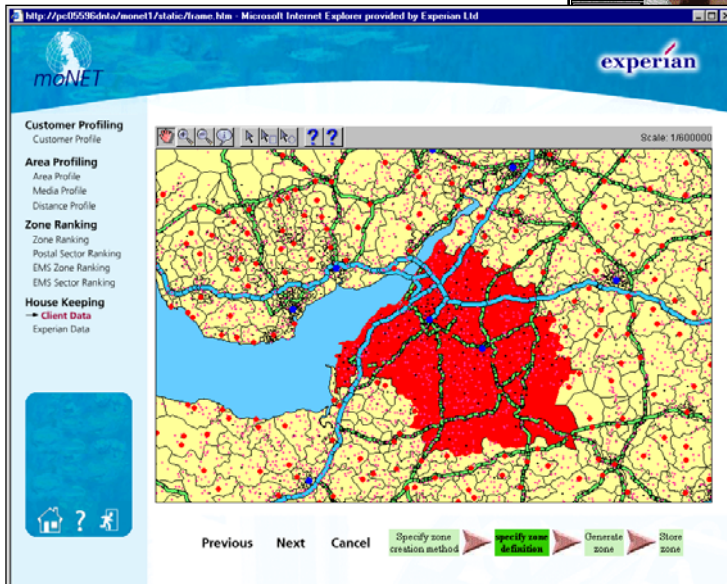 http://pc05596dnta/monet1/static/frame.htm - Microsoft Internet Explorer provided by Experian Ltd
moNET
experian
Customer Profiling
Customer Profile
Area Profiling
Area Profile
Media Profile
Distance Profile
Zone Ranking
Zone Ranking
Postal Sector Ranking
EMS Zone Ranking
EMS Sector Ranking
House Keeping
Client Data
Experian Data
? ?
Scale: 1/600000
?
Previous Next Cancel
Specify zone
creation method
specify zone
definition
Generate
zone
Store
zone